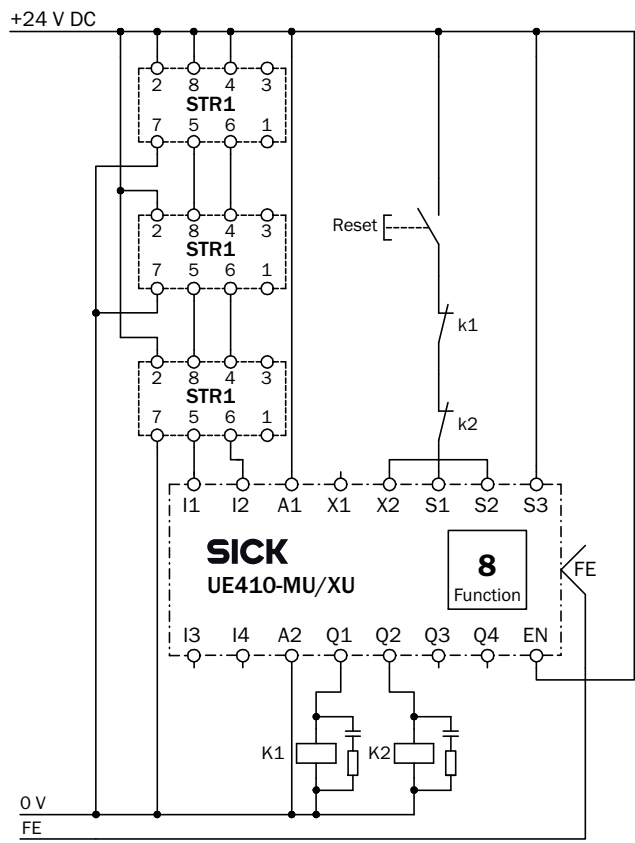 +24 V DC
2 8 4 3
STR1
7 5 6 1
2 8 4 3
STR1
7 5 6 1
Reset
k1
2 8 4 3
STR1
7 5 6 1
k2
I1 I2 A1 X1 X2 S1 S2 S3
SICK
UE410-MU/XU
8
Function
FE
I3 I4 A2 Q1 Q2 Q3 Q4 EN
K1
K2
0 V
FE